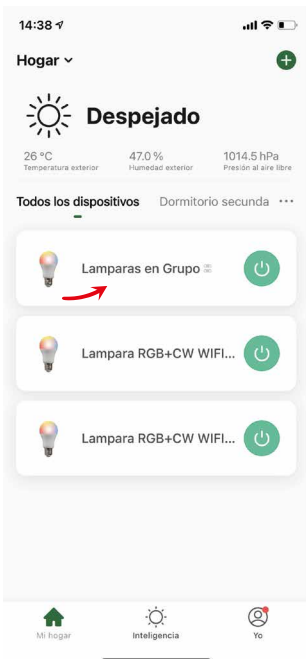 14:38
Hogar
Despejado
26 °C
47.0 %
1014.5 hPa
Temperatura exterior
Humedad exterior
Presión al aire libre
Todos los dispositivos
Dormitorio secunda
Lamparas en Grupo
Lampara RGB+CW WIFI...
Lampara RGB+CW WIFI...
Mi hogar
Inteligencia
Yo